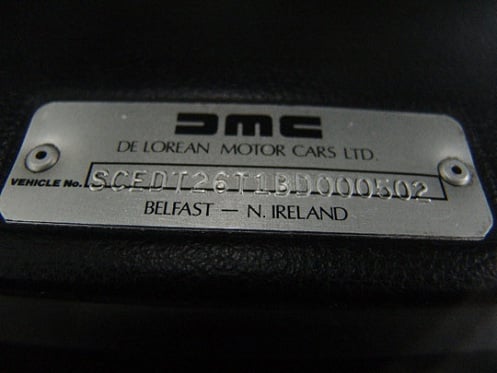 DMC
DE LOREAN MOTOR CARS LTD.
VEHICLE No. SCEDT26T1BD000502
BELFAST — N. IRELAND